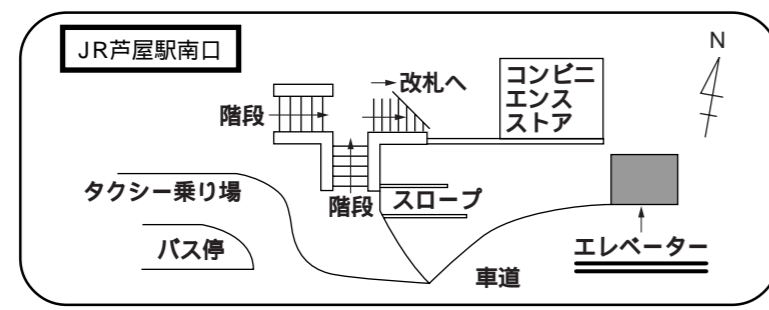 JR芦屋駅南口
N
改札へ
コンビニ
エンス
ストア
階段
タクシー乗り場
階段
スロープ
バス停
エレベーター
車道